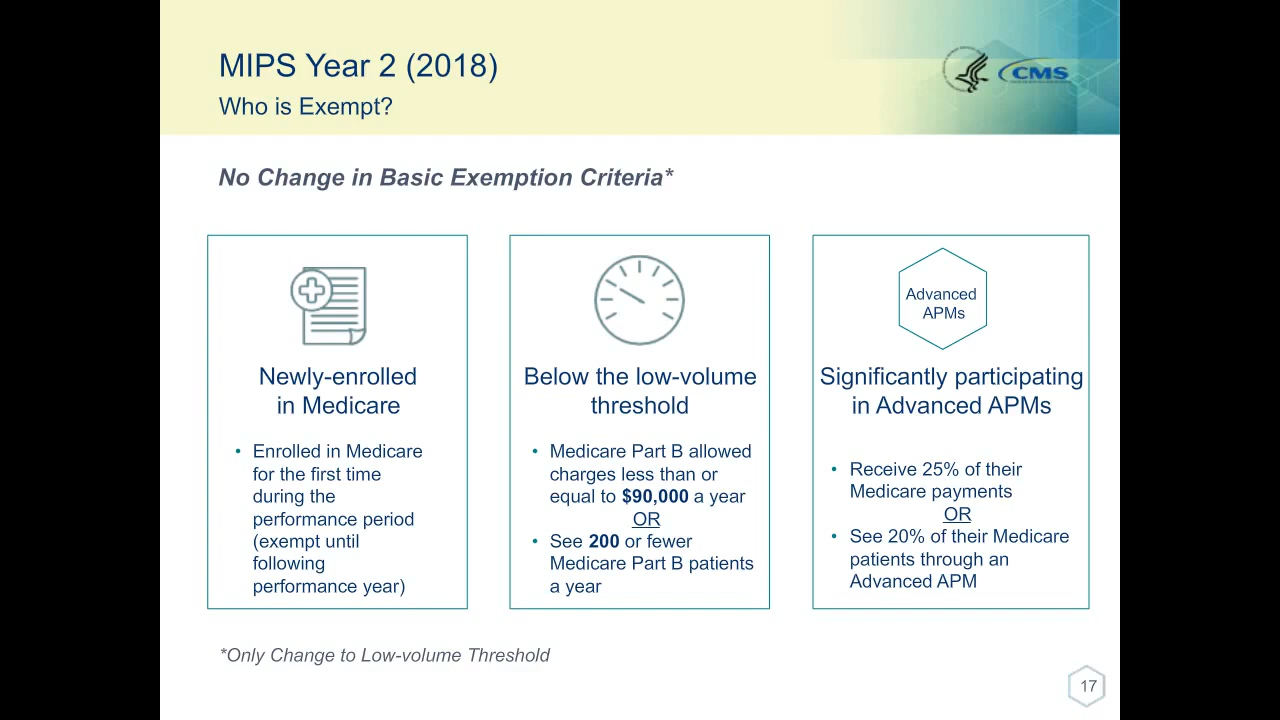 MIPS Year 2 (2018)
Who is Exempt?
CMS
No Change in Basic Exemption Criteria*
Newly-enrolled
in Medicare
• Enrolled in Medicare
for the first time
during the
performance period
(exempt until
following
performance year)
Below the low-volume
threshold
• Medicare Part B allowed
charges less than or
equal to $90,000 a year
OR
• See 200 or fewer
Medicare Part B patients
a year
Advanced
APMs
Significantly participating
in Advanced APMs
• Receive 25% of their
Medicare payments
OR
• See 20% of their Medicare
patients through an
Advanced APM
*Only Change to Low-volume Threshold
17